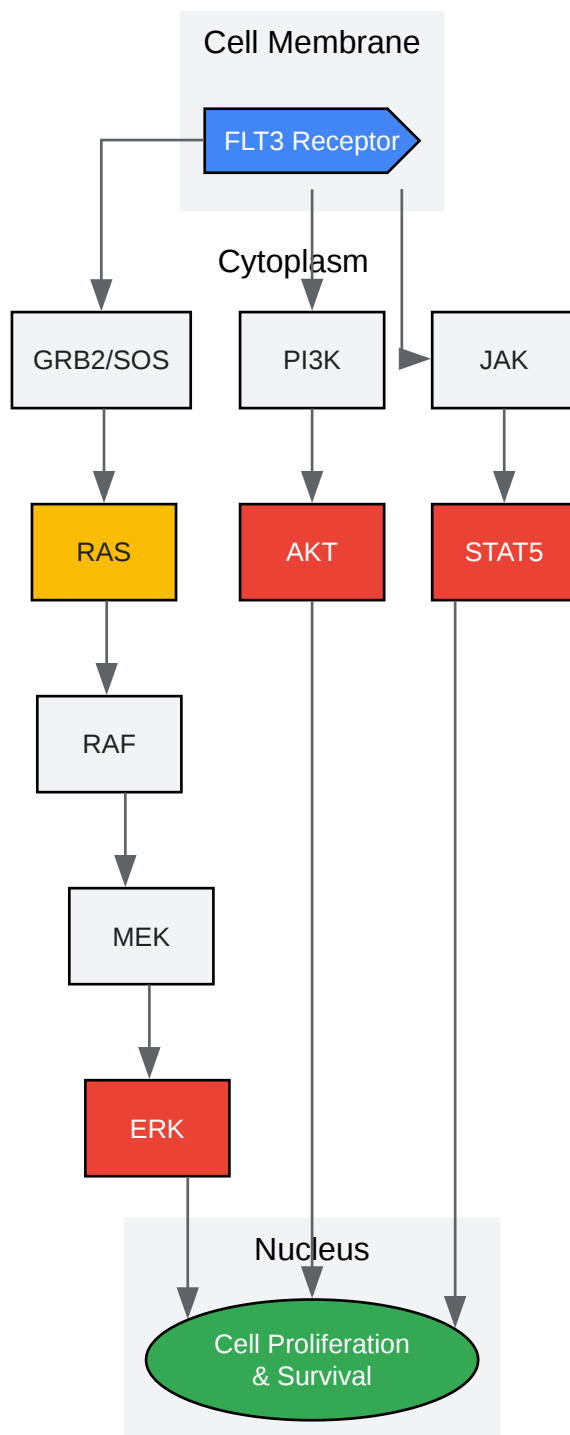 Cell Membrane
FLT3 Receptor
Cytoplasm
GRB2/SOS
PI3K
JAK
RAS
AKT
STAT5
RAF
MEK
ERK
Nucleus
Cell Proliferation
& Survival